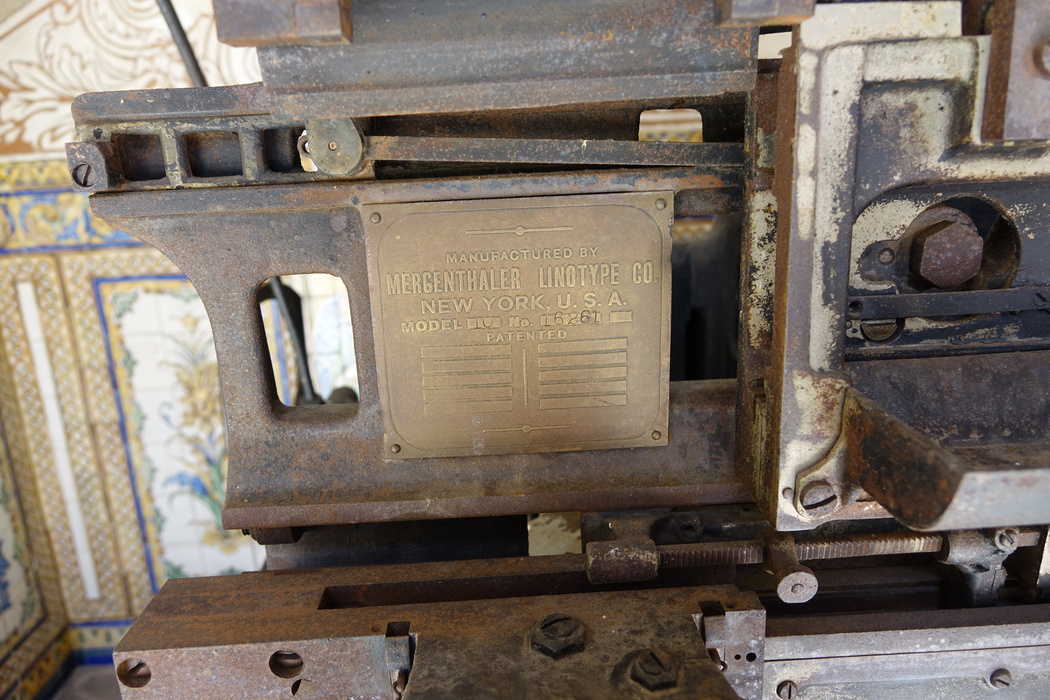 MANUFACTURED BY
MERGENTHALER LINOTYPE CO.
NEW YORK, U.S.A.
MODEL No. 16261
PATENTED